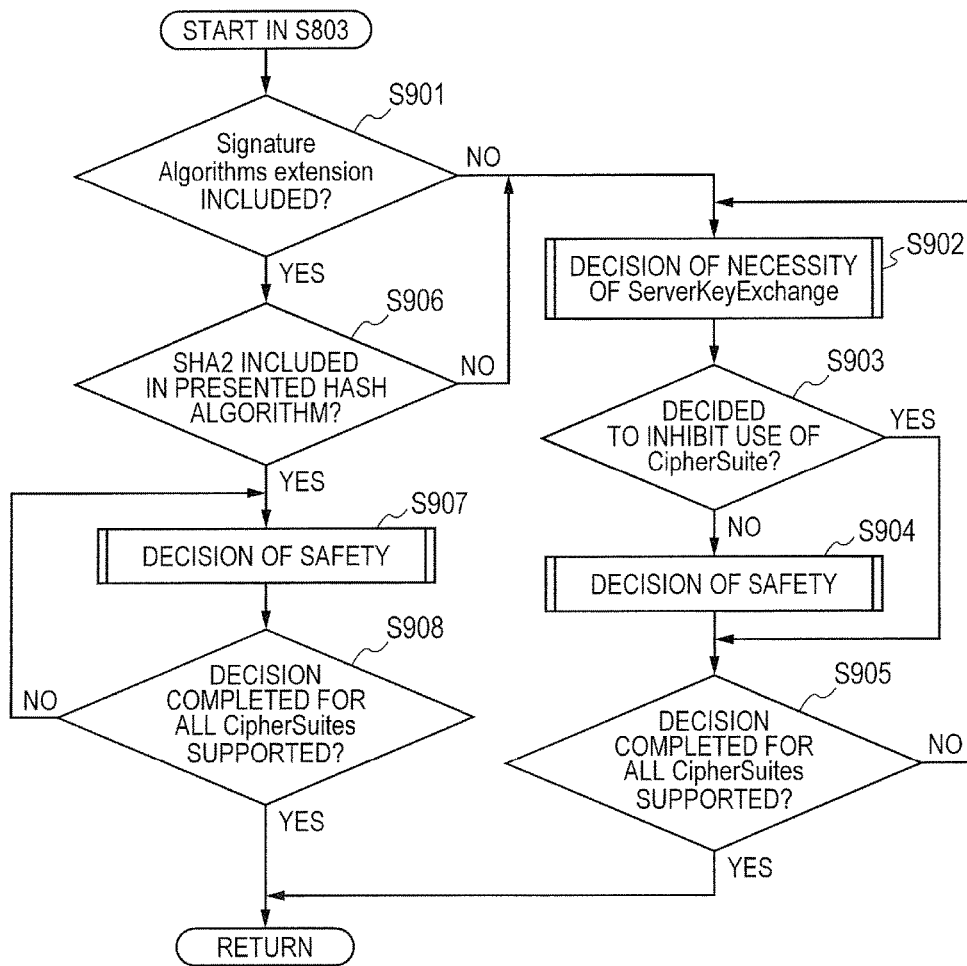 START IN S803
S901
Signature
Algorithms extension
INCLUDED?
NO
YES
S906
SHA2 INCLUDED
IN PRESENTED HASH
ALGORITHM?
NO
YES
S907
DECISION OF SAFETY
S908
DECISION
COMPLETED FOR
ALL CipherSuites
SUPPORTED?
NO
YES
S902
DECISION OF NECESSITY
OF ServerKeyExchange
S903
DECIDED
TO INHIBIT USE OF
CipherSuite?
YES
NO
S904
DECISION OF SAFETY
S905
DECISION
COMPLETED FOR
ALL CipherSuites
SUPPORTED?
NO
YES
RETURN